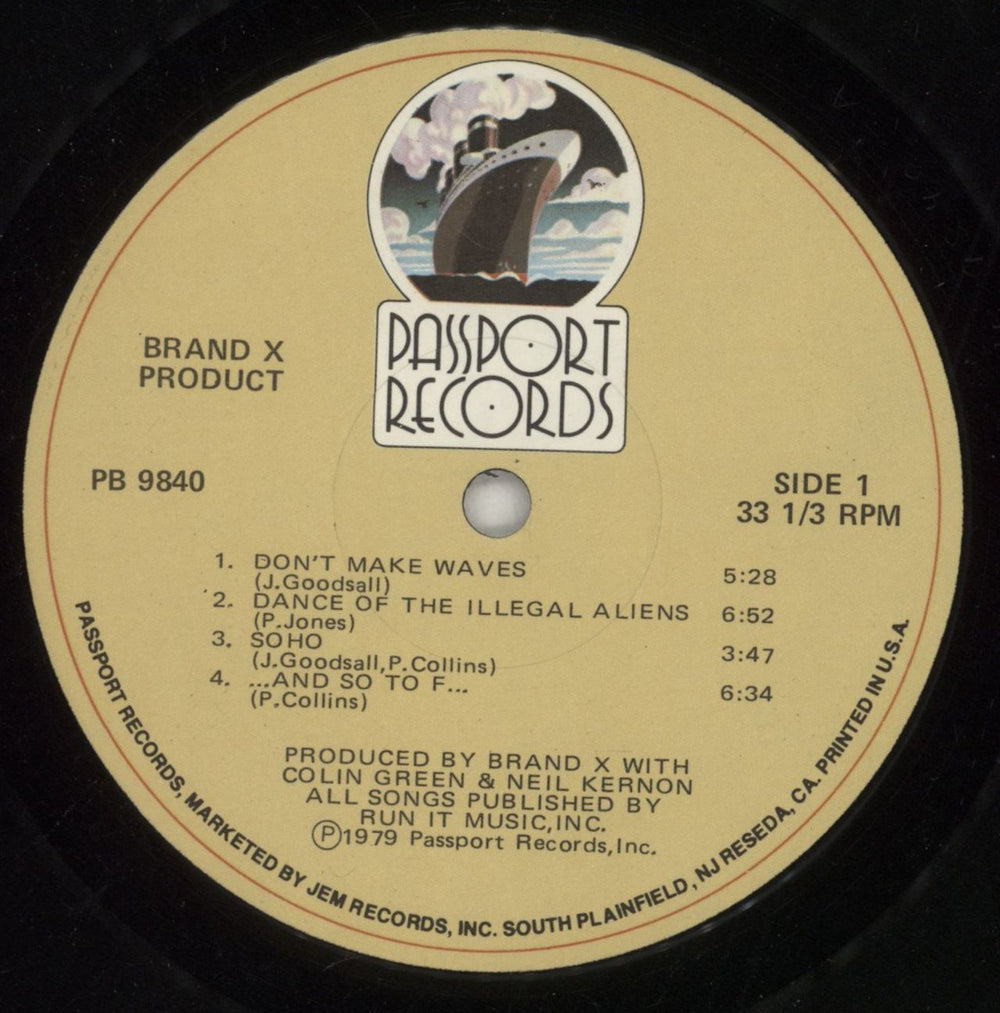 PASSPORT
RECORDS
BRAND X
PRODUCT
PB 9840
SIDE 1
33 1/3 RPM
1. DON'T MAKE WAVES 5:28
(J.Goodsall)
2. DANCE OF THE ILLEGAL ALIENS 6:52
(P.Jones)
3. SOHO 3:47
(J.Goodsall,P.Collins)
4. ...AND SO TO F... 6:34
(P.Collins)
PRODUCED BY BRAND X WITH
COLIN GREEN & NEIL KERNON
ALL SONGS PUBLISHED BY
RUN IT MUSIC,INC.
Ⓟ1979 Passport Records,Inc.
PASSPORT RECORDS, MARKETED BY JEM RECORDS, INC. SOUTH PLAINFIELD, NJ RESEDA, CA. PRINTED IN U.S.A.